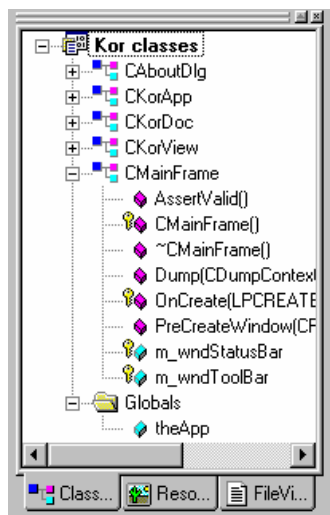 Kor classes
CAboutDlg
CKorApp
CKorDoc
CKorView
CMainFrame
AssertValid()
CMainFrame()
~CMainFrame()
Dump(CDumpContext
OnCreate(LPCREATE
PreCreateWindow(CF
m_wndStatusBar
m_wndToolBar
Globals
theApp
Class... Reso... FileVi...